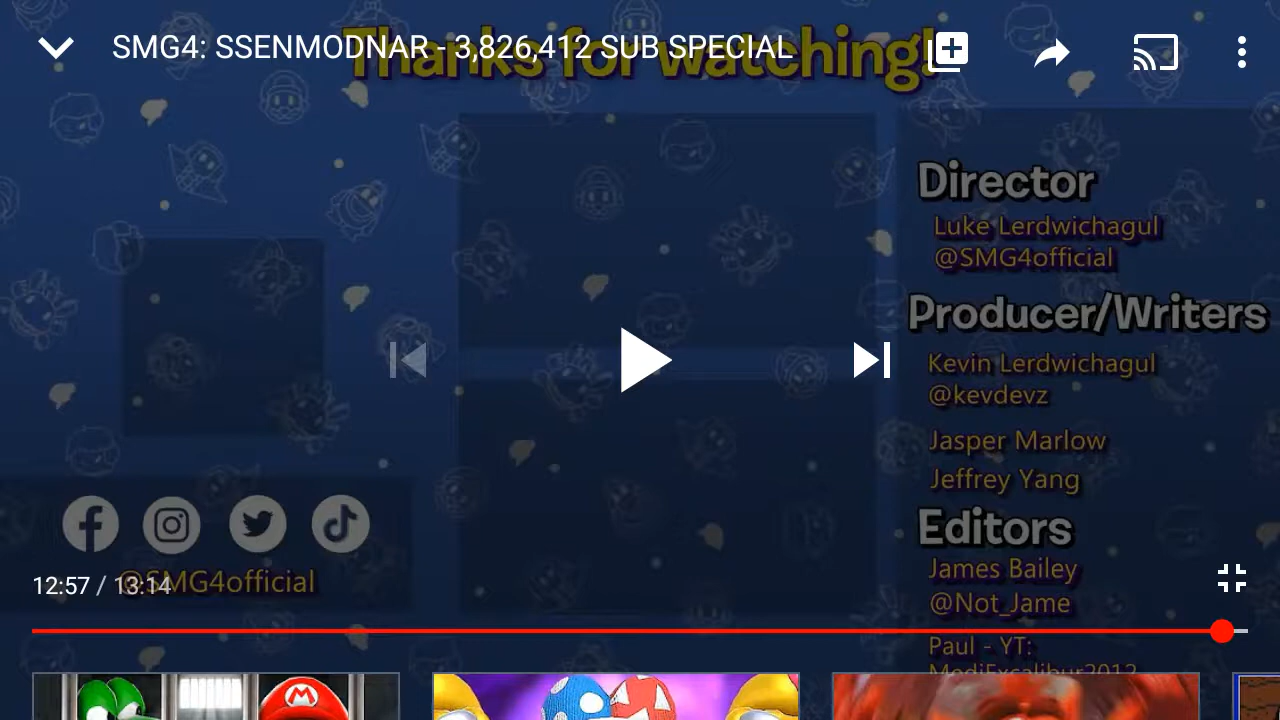 SMG4: SSENMODNAR - 3,826,412 SUB SPECIAL
Thanks for watching!
Director
Luke Lerdwichagul
@SMG4official
Producer/Writers
Kevin Lerdwichagul
@kevdevz
Jasper Marlow
Jeffrey Yang
Editors
James Bailey
@Not_Jame
Paul - YT:
ModiExcalibur2012
@SMG4official
12:57 / 13:14